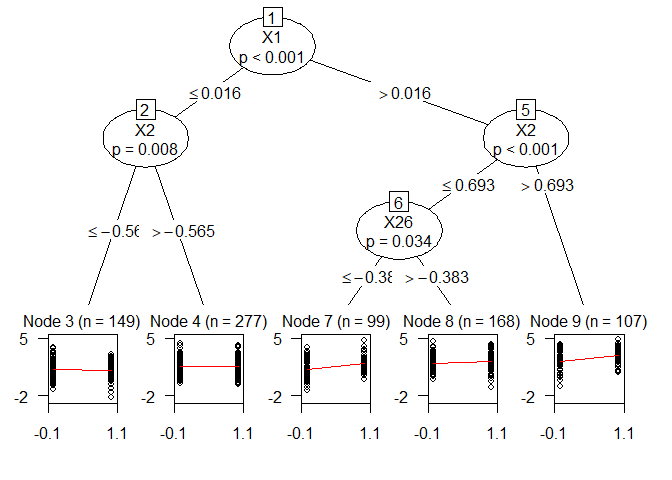 1
X1
p < 0.001
≤ 0.016
> 0.016
2
X2
p = 0.008
5
X2
p < 0.001
≤ 0.693
> 0.693
6
X26
p = 0.034
≤ −0.56
> −0.565
≤ −0.38
> −0.383
Node 3 (n = 149)
Node 4 (n = 277)
Node 7 (n = 99)
Node 8 (n = 168)
Node 9 (n = 107)
5
5
5
5
5
-2
-2
-2
-2
-2
-0.1
1.1
-0.1
1.1
-0.1
1.1
-0.1
1.1
-0.1
1.1